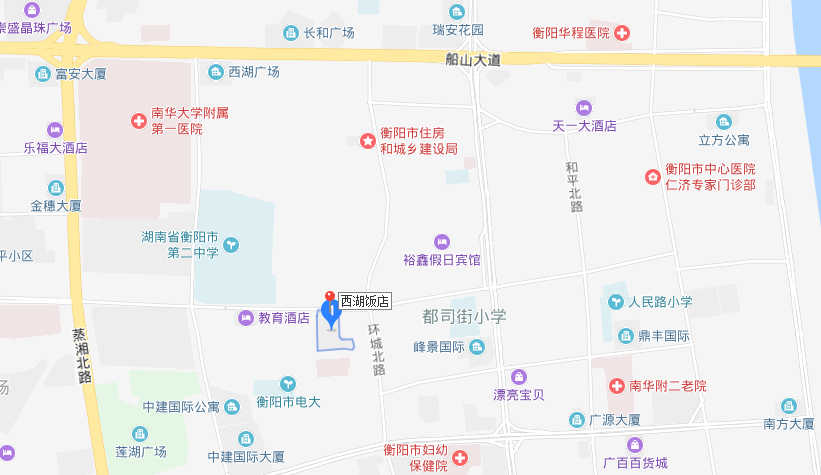 崇盛晶珠广场
长和广场
瑞安花园
衡阳华程医院
船山大道
富安大厦
西湖广场
南华大学附属
第一医院
天一大酒店
衡阳市住房
和城乡建设局
立方公寓
乐福大酒店
和平北路
衡阳市中心医院
仁济专家门诊部
金穗大厦
湖南省衡阳市
第二中学
平小区
裕鑫假日宾馆
西湖饭店
人民路小学
教育酒店
都司街小学
环城北路
鼎丰国际
蒸湘北路
峰景国际
场
南华附二老院
漂亮宝贝
衡阳市电大
中建国际公寓
广源大厦
南方大厦
莲湖广场
中建国际大厦
衡阳市妇幼
保健院
广百百货城